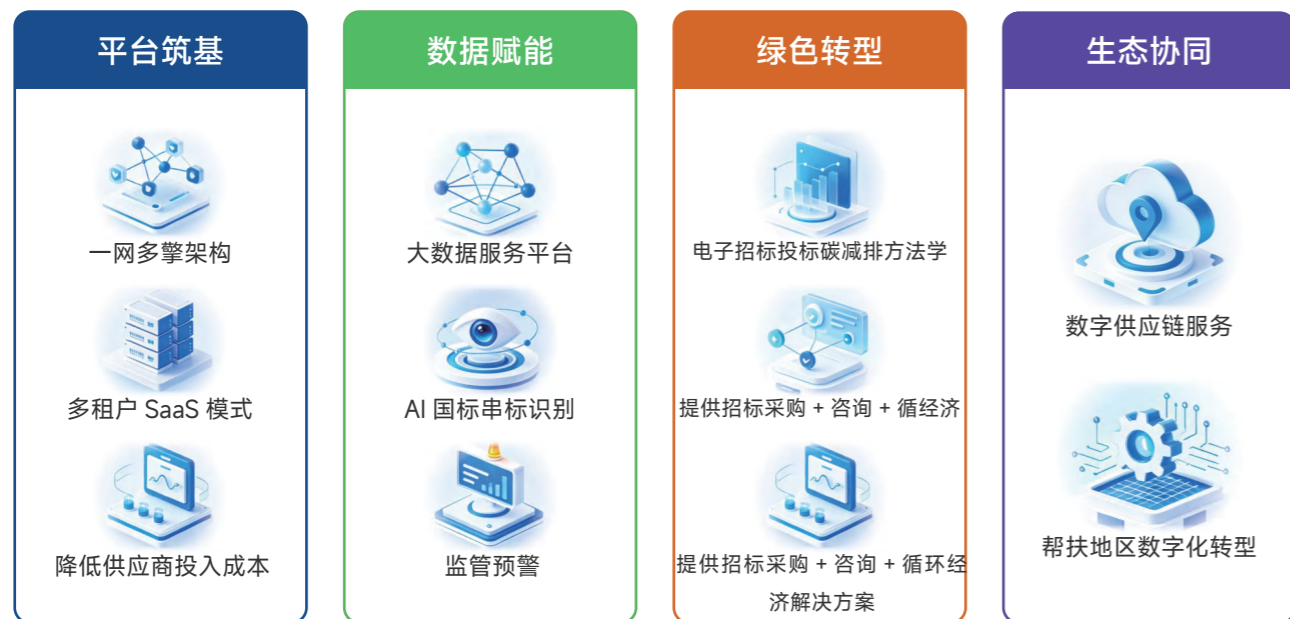 平台筑基
一网多擎架构
多租户 SaaS 模式
降低供应商投入成本
数据赋能
大数据服务平台
AI 国标串标识别
监管预警
绿色转型
电子招标投标碳减排方法学
提供招标采购 + 咨询 + 循经济
提供招标采购 + 咨询 + 循环经
济解决方案
生态协同
数字供应链服务
帮扶地区数字化转型